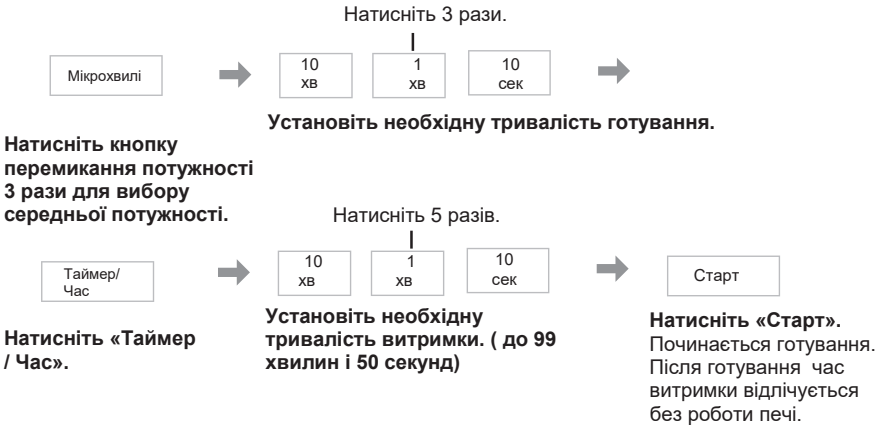 Натисніть 3 рази.
Мікрохвилі
10
хв
1
хв
10
сек
Установіть необхідну тривалість готування.
Натисніть кнопку
перемикання потужності
3 рази для вибору
середньої потужності.
Натисніть 5 разів.
Таймер/
Час
10
хв
1
хв
10
сек
Старт
Натисніть «Таймер
/ Час».
Установіть необхідну
тривалість витримки. ( до 99
хвилин і 50 секунд)
Натисніть «Старт».
Починається готування.
Після готування час
витримки відлічується
без роботи печі.